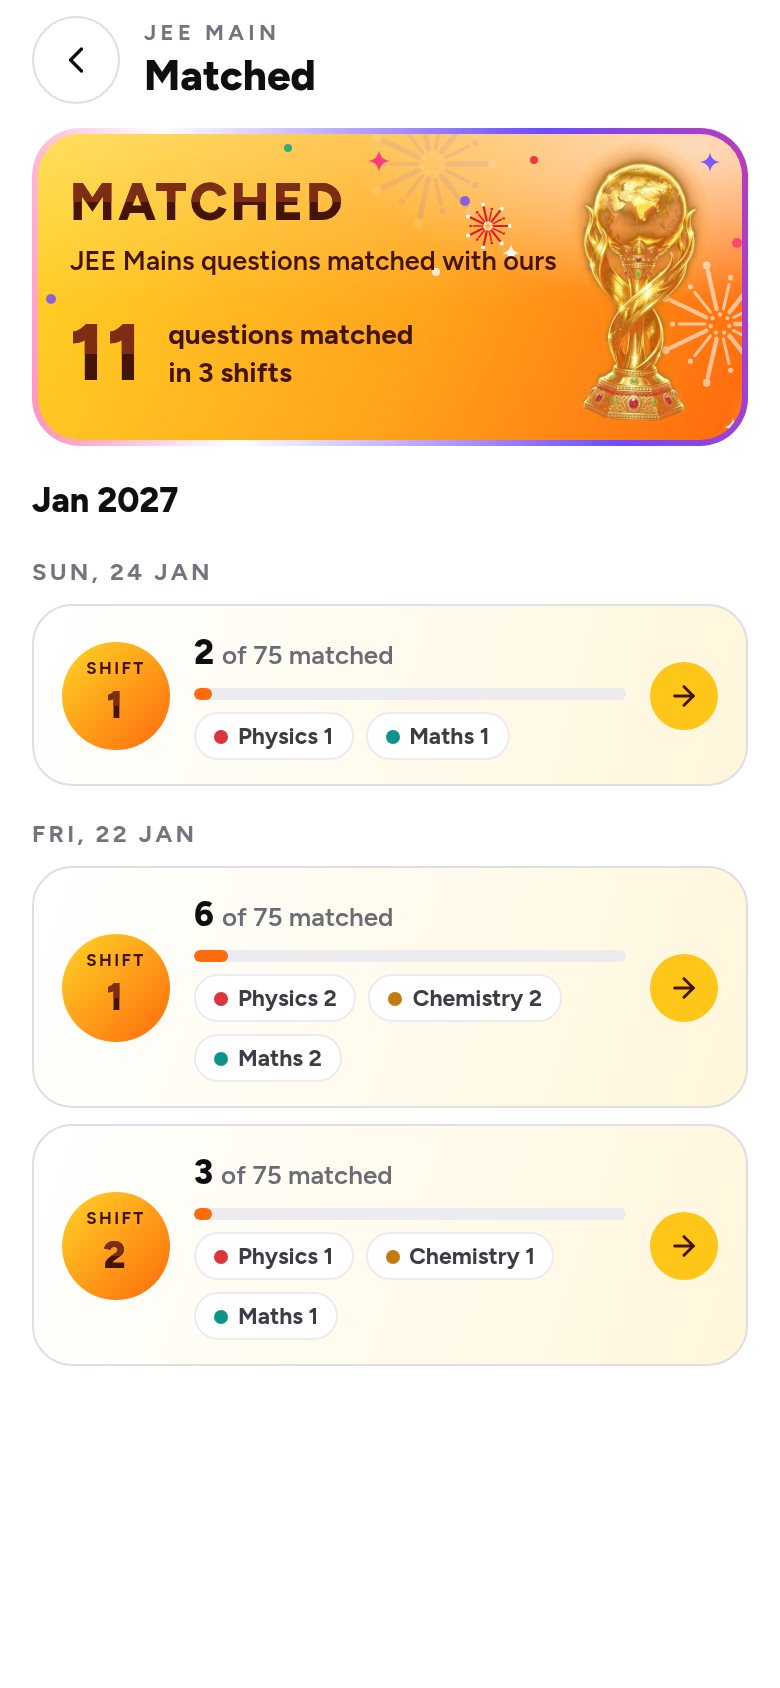 JEE MAIN
Matched
MATCHED
JEE Mains questions matched with ours
11
questions matched
in 3 shifts
Jan 2027
SUN, 24 JAN
SHIFT
1
2 of 75 matched
Physics 1
Maths 1
FRI, 22 JAN
SHIFT
1
6 of 75 matched
Physics 2
Chemistry 2
Maths 2
SHIFT
2
3 of 75 matched
Physics 1
Chemistry 1
Maths 1